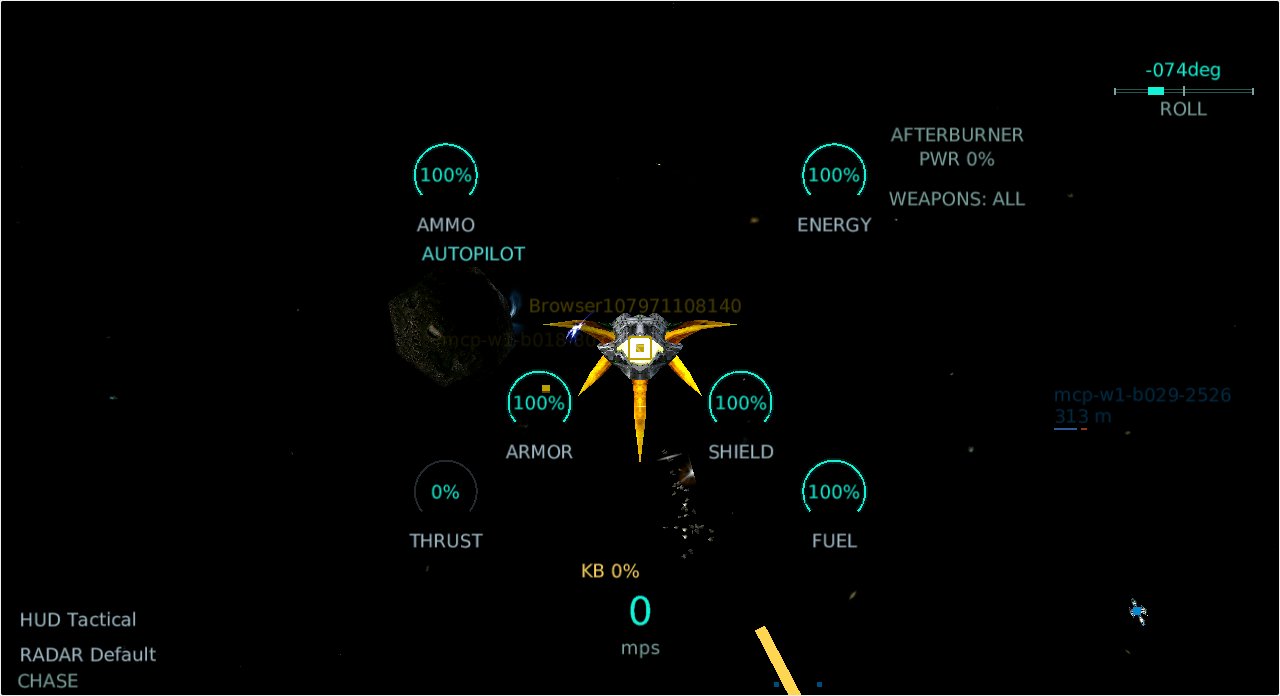 -074deg
ROLL
AFTERBURNER
PWR 0%
WEAPONS: ALL
100%
AMMO
100%
ENERGY
AUTOPILOT
Browser107971108140
mcp-w1-b029-2526
313 m
100%
ARMOR
100%
SHIELD
0%
THRUST
100%
FUEL
KB 0%
0
mps
HUD Tactical
RADAR Default
CHASE